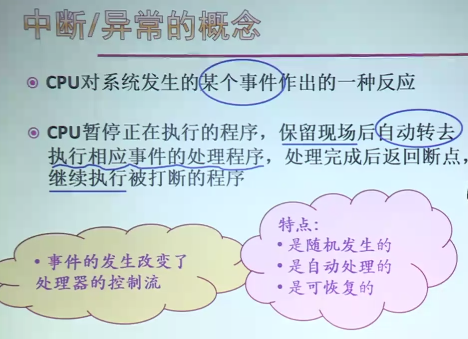 中断/异常的概念
CPU对系统发生的某个事件作出的一种反应
CPU暂停正在执行的程序，保留现场后自动转去
执行相应事件的处理程序，处理完成后返回断点，
继续执行被打断的程序
• 事件的发生改变了
处理器的控制流
特点:
• 是随机发生的
• 是自动处理的
• 是可恢复的